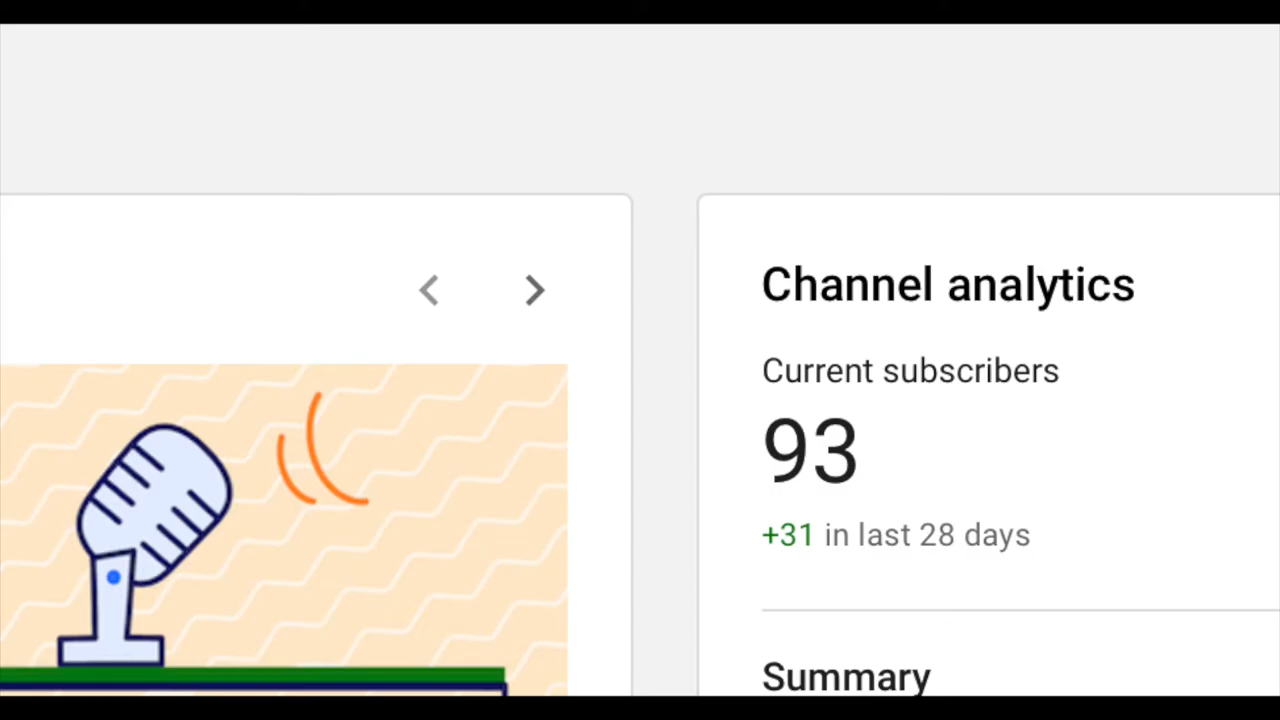 Channel analytics
Current subscribers
93
+31 in last 28 days
Summary